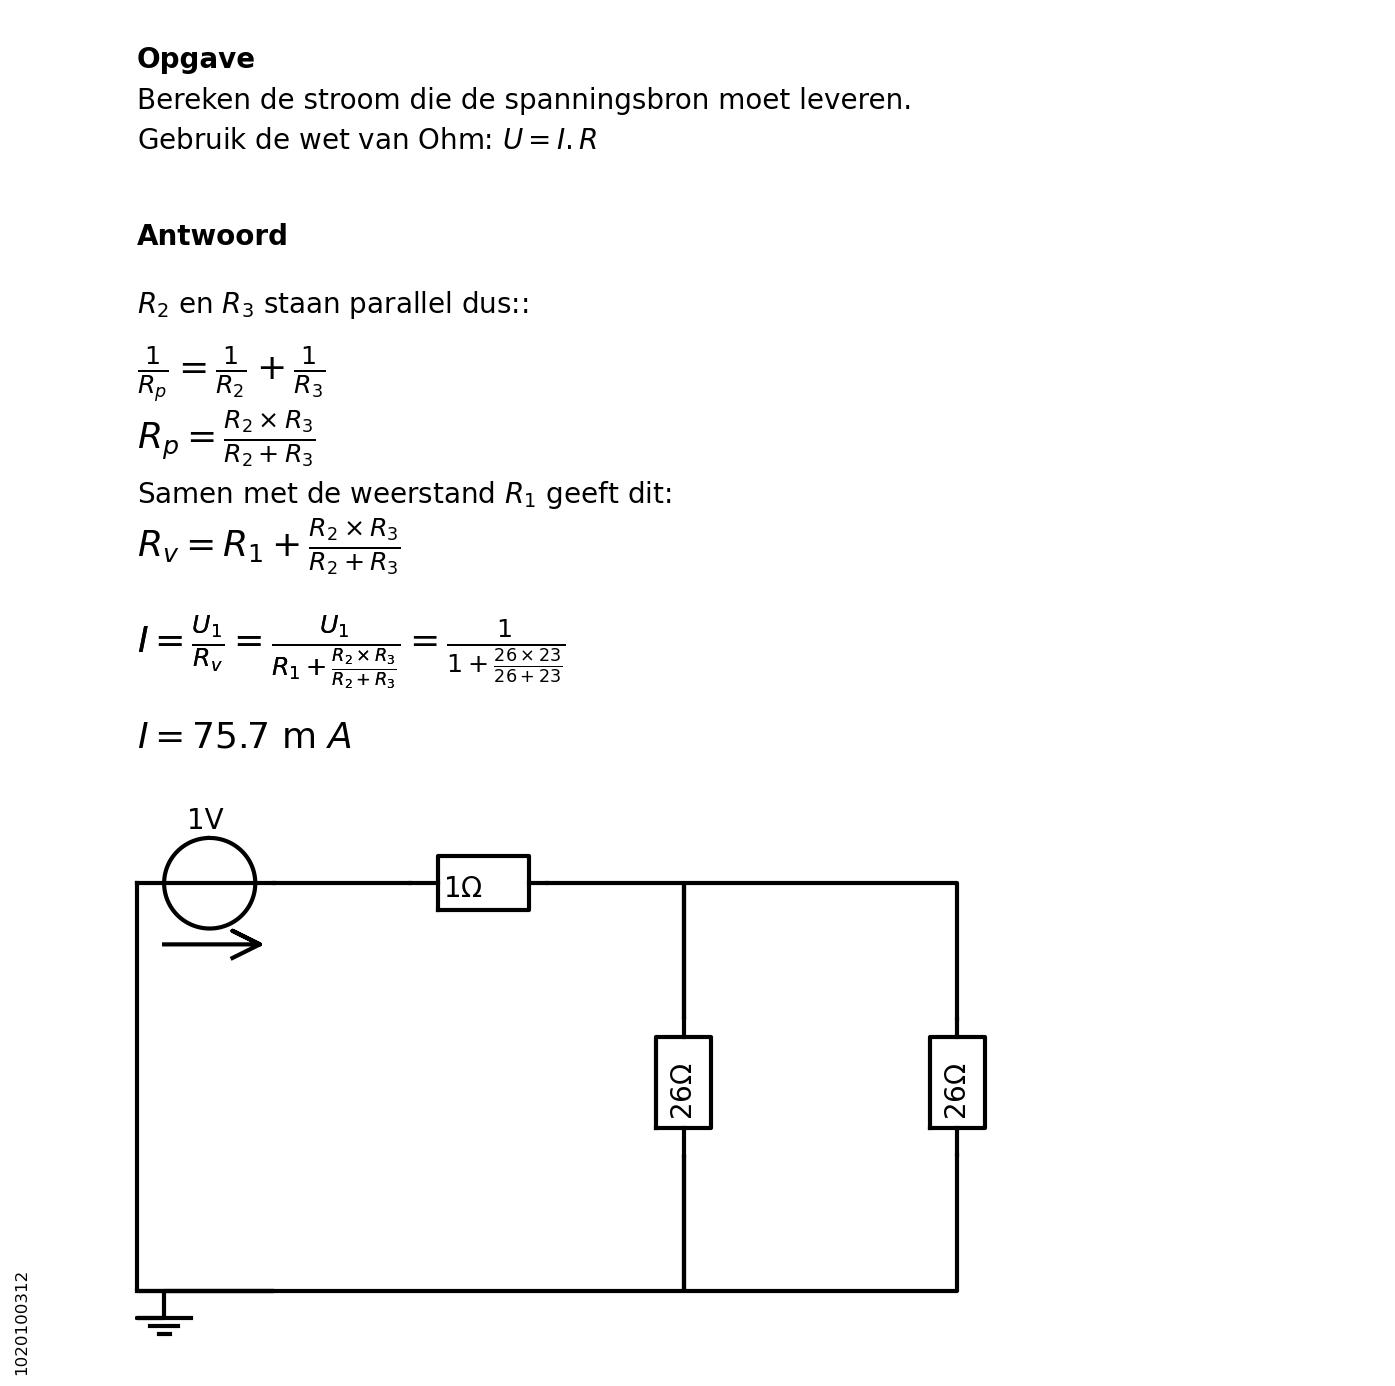 Opgave
Bereken de stroom die de spanningsbron moet leveren.
Gebruik de wet van Ohm: $U = I.R$
Antwoord
$R_2$ en $R_3$ staan parallel dus::
$\frac{1}{R_p} = \frac{1}{R_2} + \frac{1}{R_3}$
$R_p = \frac{R_2 \times R_3}{R_2 + R_3}$
Samen met de weerstand $R_1$ geeft dit:
$R_v = R_1 + \frac{R_2 \times R_3}{R_2 + R_3}$
$I = \frac{U_1}{R_v} = \frac{U_1}{R_1 + \frac{R_2 \times R_3}{R_2 + R_3}} = \frac{1}{1 + \frac{26 \times 23}{26 + 23}}$
$I = 75.7$ m $A$
1V
1Ω
26Ω
26Ω
1020100312